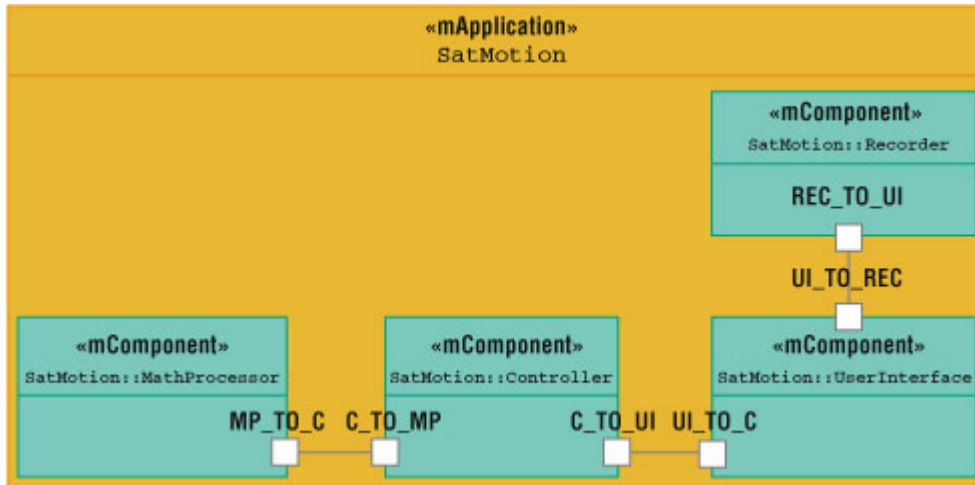 «mApplication»
SatMotion
«mComponent»
SatMotion::Recorder
REC_TO_UI
UI_TO_REC
«mComponent»
SatMotion::MathProcessor
MP_TO_C
«mComponent»
SatMotion::Controller
C_TO_MP
C_TO_UI
«mComponent»
SatMotion::UserInterface
UI_TO_C